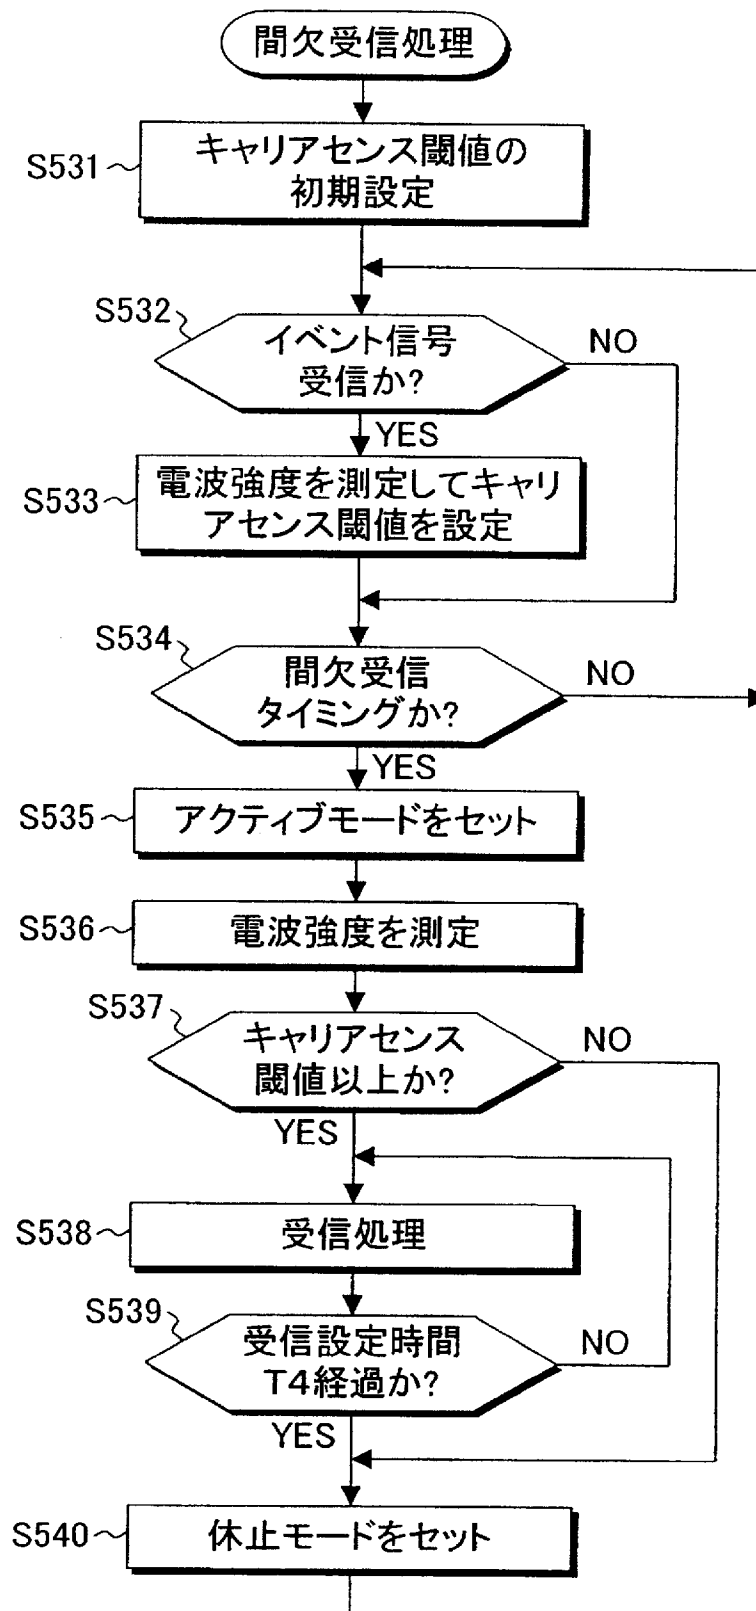 間欠受信処理
S531
キャリアセンス閾値の
初期設定
S532
イベント信号
受信か?
NO
YES
S533
電波強度を測定してキャリ
アセンス閾値を設定
S534
間欠受信
タイミングか?
NO
YES
S535
アクティブモードをセット
S536
電波強度を測定
S537
キャリアセンス
閾値以上か?
NO
YES
S538
受信処理
S539
受信設定時間
T4経過か?
NO
YES
S540
休止モードをセット